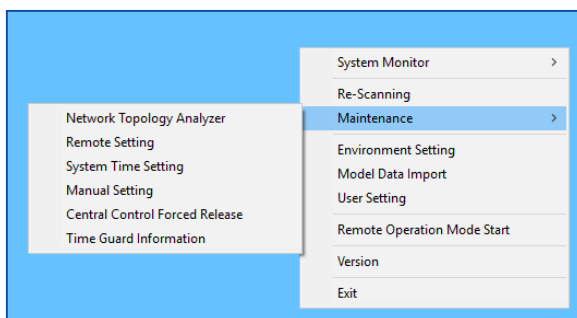 System Monitor
Re-Scanning
Maintenance
Network Topology Analyzer
Remote Setting
System Time Setting
Manual Setting
Central Control Forced Release
Time Guard Information
Environment Setting
Model Data Import
User Setting
Remote Operation Mode Start
Version
Exit